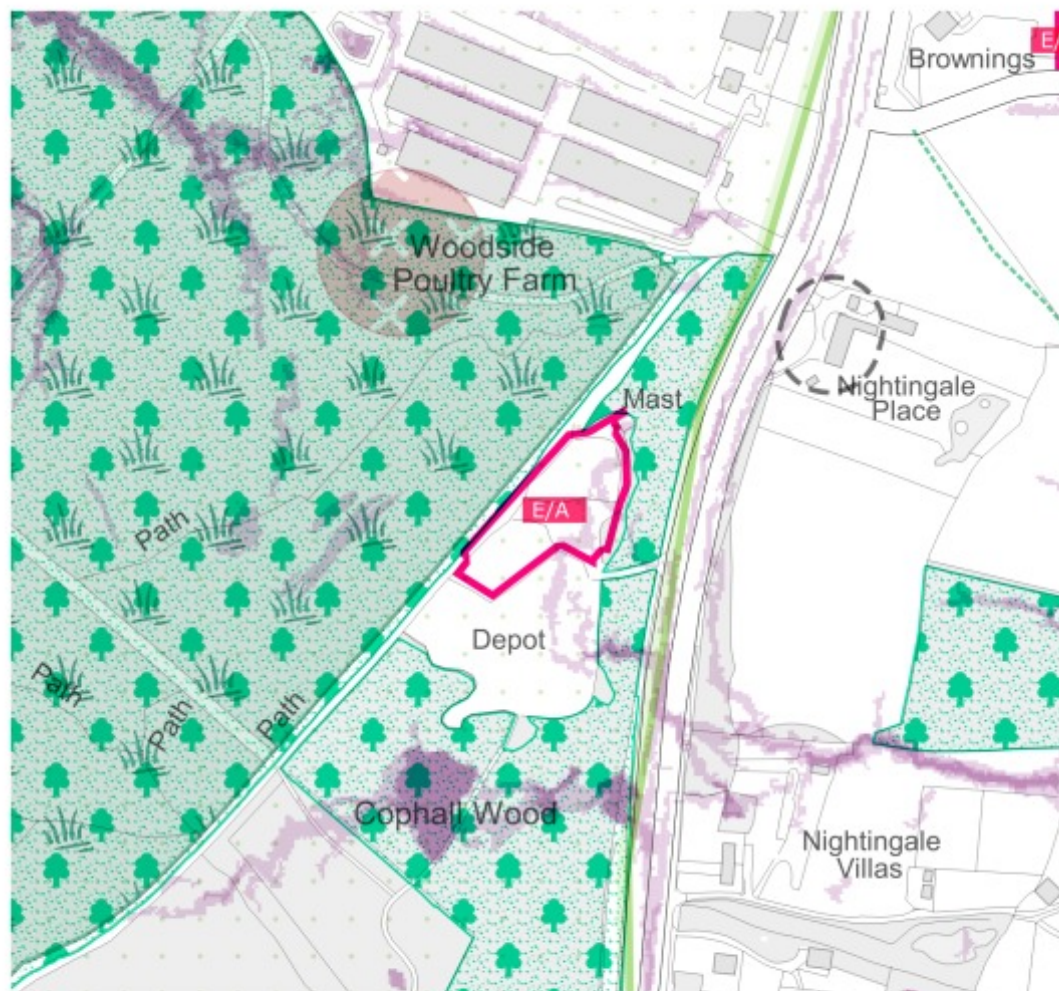 Brownings
E/
Woodside
Poultry Farm
Nightingale
Place
Mast
E/A
Path
Depot
Path
Path
Path
Cophall Wood
Nightingale
Villas